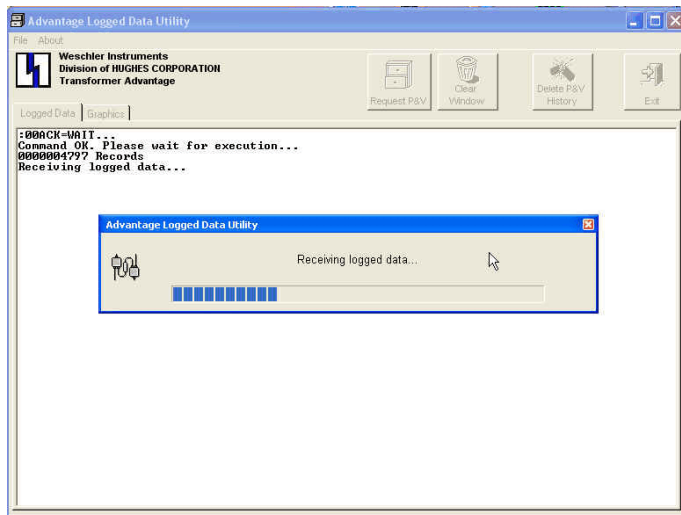 Advantage Logged Data Utility
File About
Weschler Instruments
Division of HUGHES CORPORATION
Transformer Advantage
Request P&V
Clear
Window
Delete P&V
History
Exit
Logged Data Graphics
:00ACK=WAIT...
Command OK. Please wait for execution...
0000004797 Records
Receiving logged data...
Advantage Logged Data Utility
Receiving logged data...